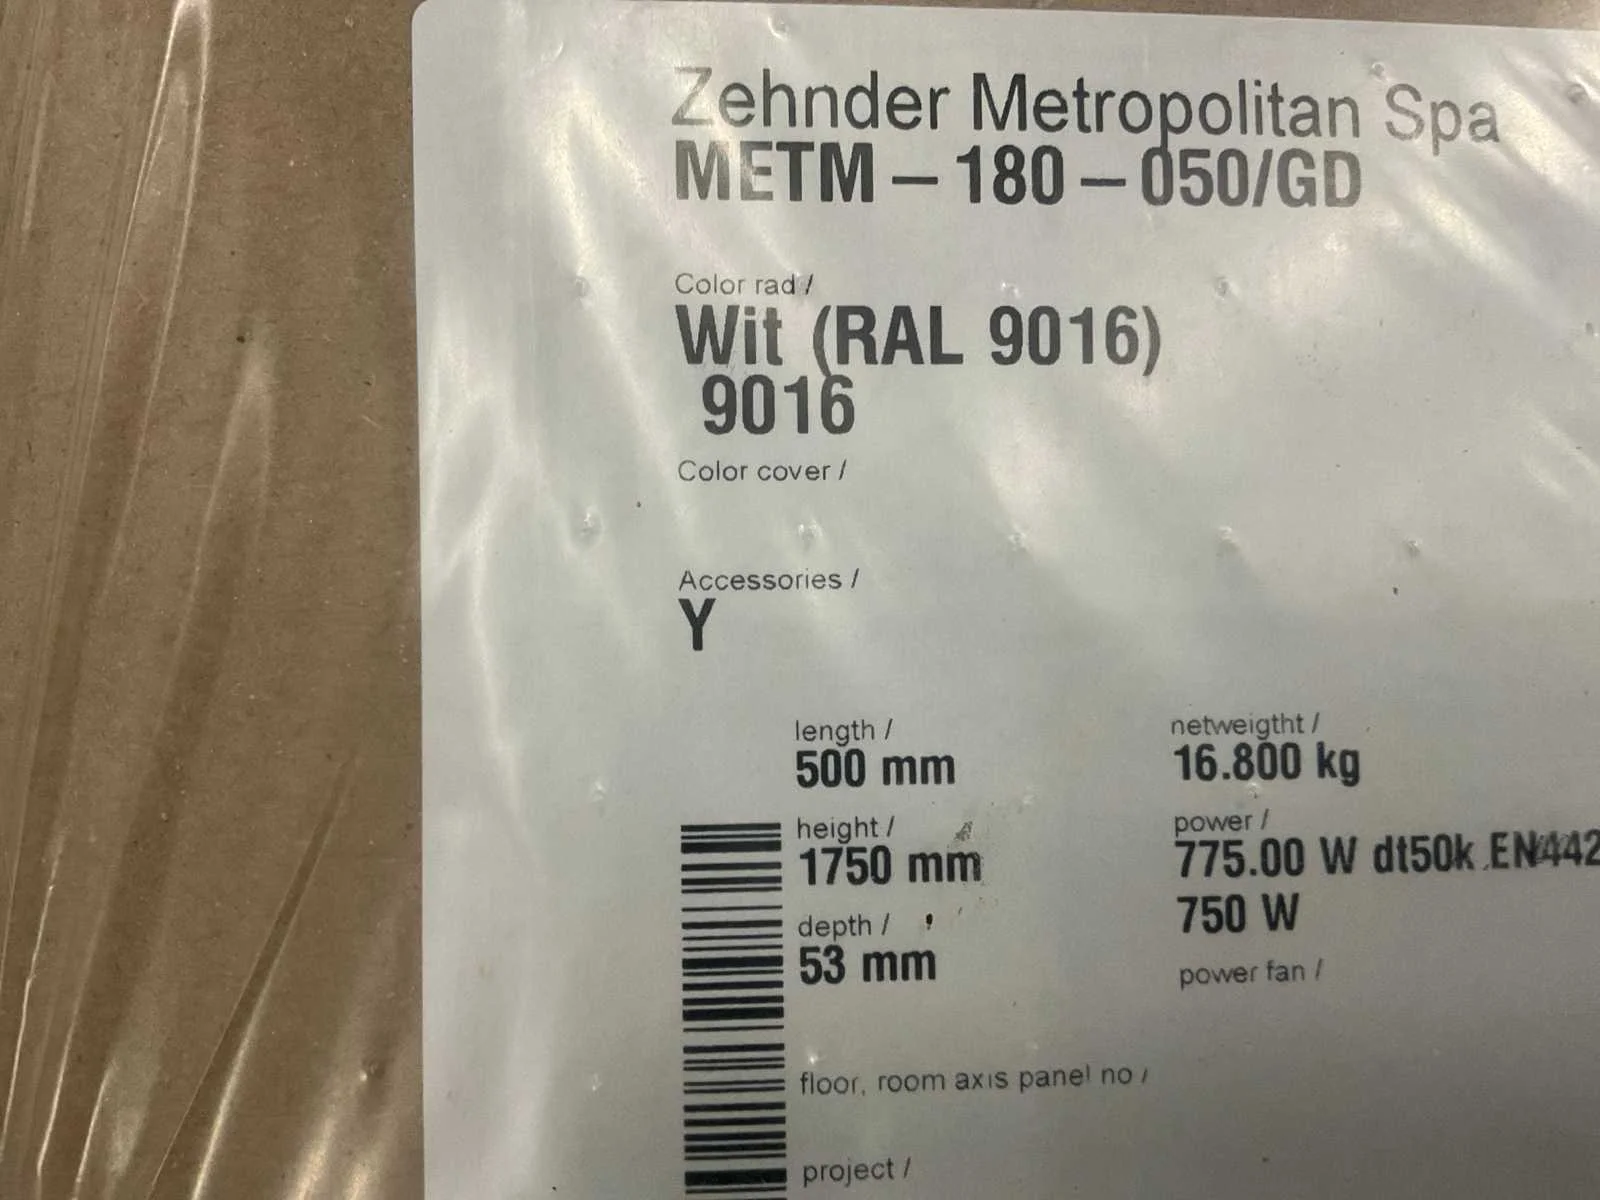 Zehnder Metropolitan Spa
METM – 180 – 050/GD
Color rad /
Wit (RAL 9016)
9016
Color cover /
Accessories /
Y
length /
500 mm
netweigtht /
16.800 kg
height /
1750 mm
power /
775.00 W dt50k EN442
750 W
depth /
53 mm
power fan /
floor, room axis panel no /
project /